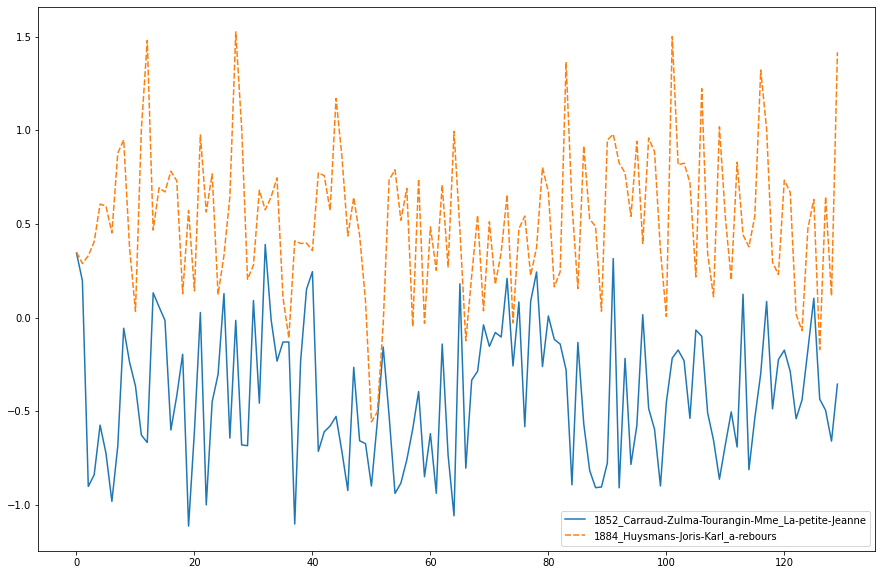 1.5
1.0
0.5
0.0
−0.5
−1.0
0 20 40 60 80 100 120
1852_Carraud-Zulma-Tourangin-Mme_La-petite-Jeanne
1884_Huysmans-Joris-Karl_a-rebours